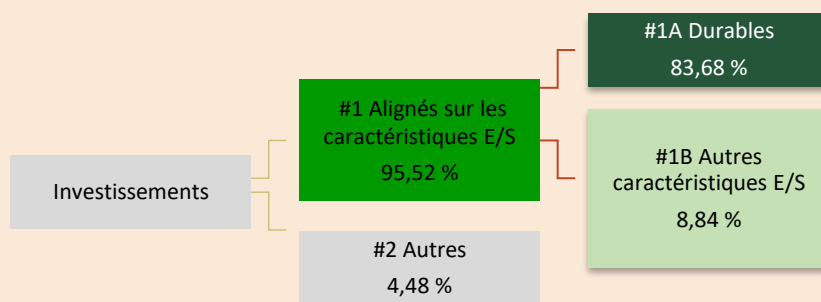 Investissements
#1 Alignés sur les
caractéristiques E/S
95,52 %
#2 Autres
4,48 %
#1A Durables
83,68 %
#1B Autres
caractéristiques E/S
8,84 %